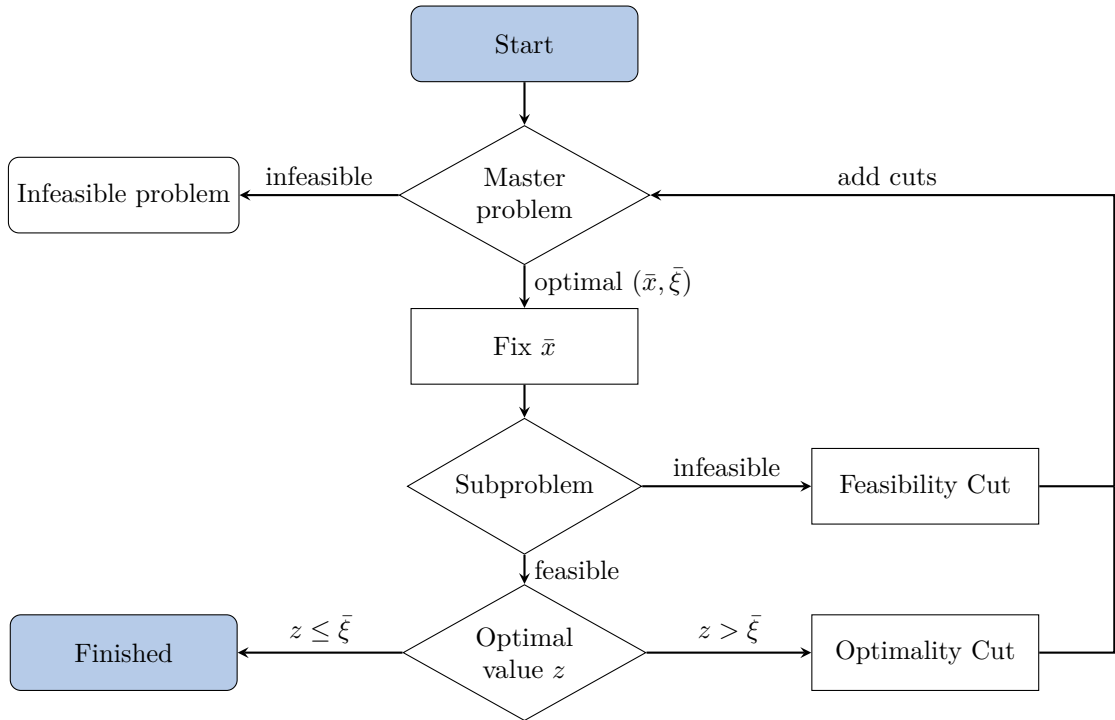 Start
Infeasible problem
infeasible
Master
problem
add cuts
optimal (x̄, ξ̄)
Fix x̄
Subproblem
infeasible
Feasibility Cut
feasible
Finished
z ≤ ξ̄
Optimal
value z
z > ξ̄
Optimality Cut